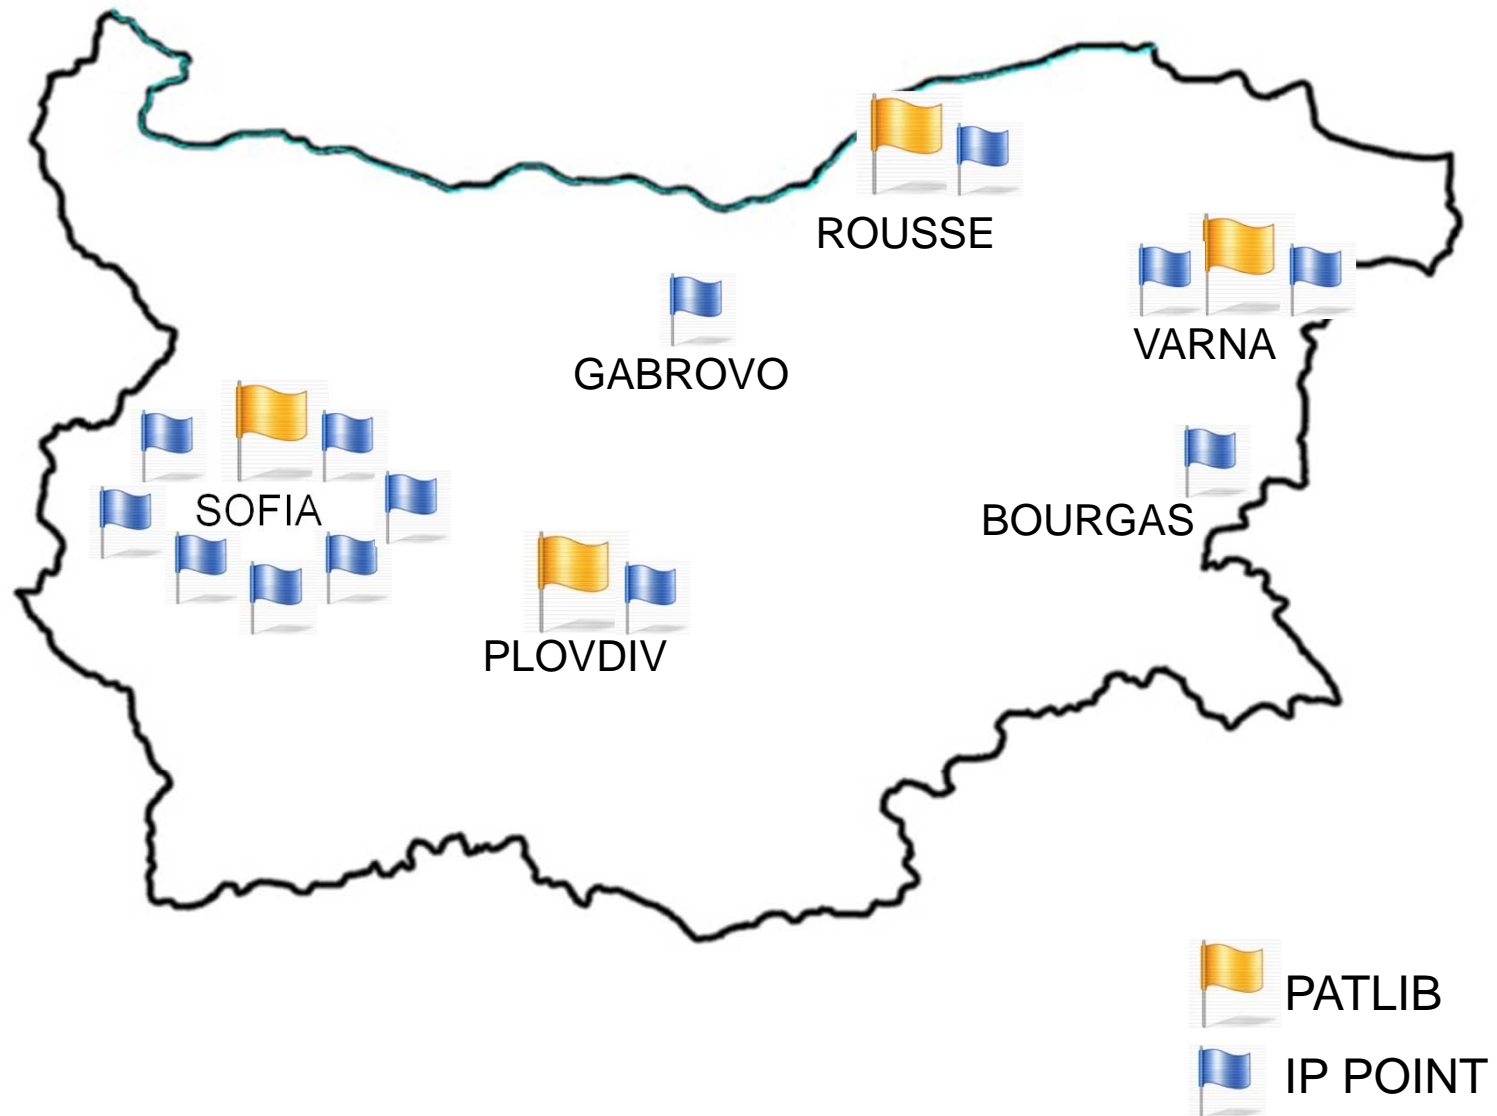 ROUSSE
VARNA
GABROVO
SOFIA
BOURGAS
PLOVDIV
PATLIB
IP POINT